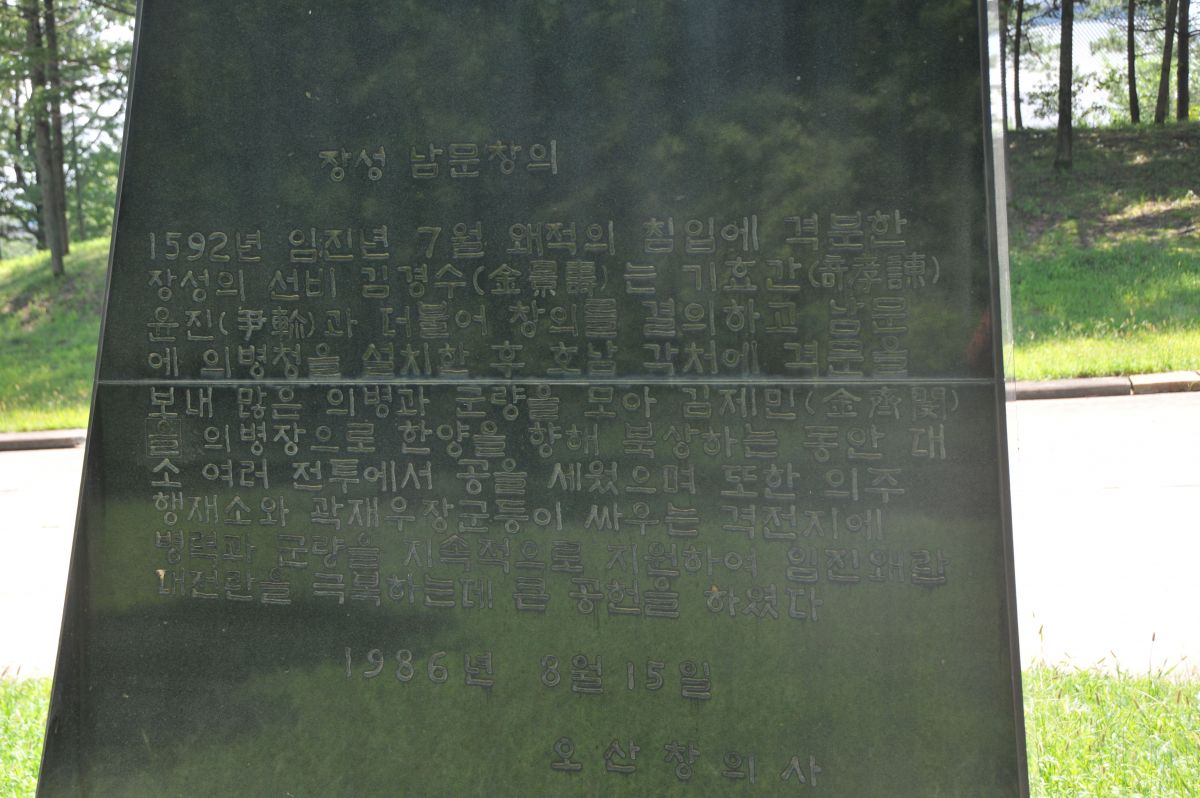 장성 남문창의
1592년 임진년 7월 왜적의 침입에 격분한
장성의 선비 김경수(金景壽)는 기효간(奇孝諫)
윤진(尹軫)과 더불어 창의를 결의하고 남문
에 의병청을 설치한 후 호남 각처에 격문을
보내 많은 의병과 군량을 모아 김제민(金齊閔)
을 의병장으로 한양을 향해 북상하는 동안 대
소 여러 전투에서 공을 세웠으며 또한 의주
행재소와 곽재우장군등이 싸우는 격전지에
병력과 군량을 지속적으로 지원하여 임진왜란
대전란을 극복하는데 큰 공헌을 하였다
1986년 8월 15일
오산창의사